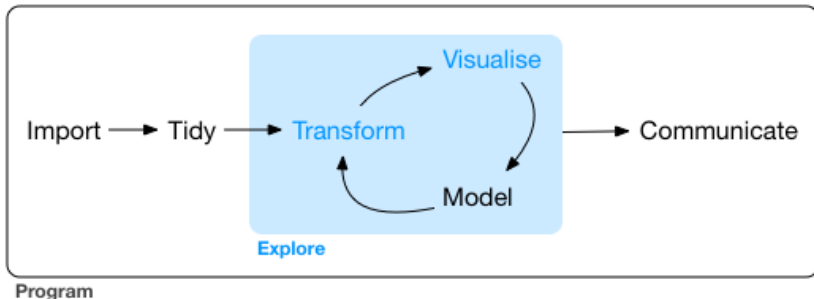 Visualise
Import
Tidy
Transform
Communicate
Model
Explore
Program